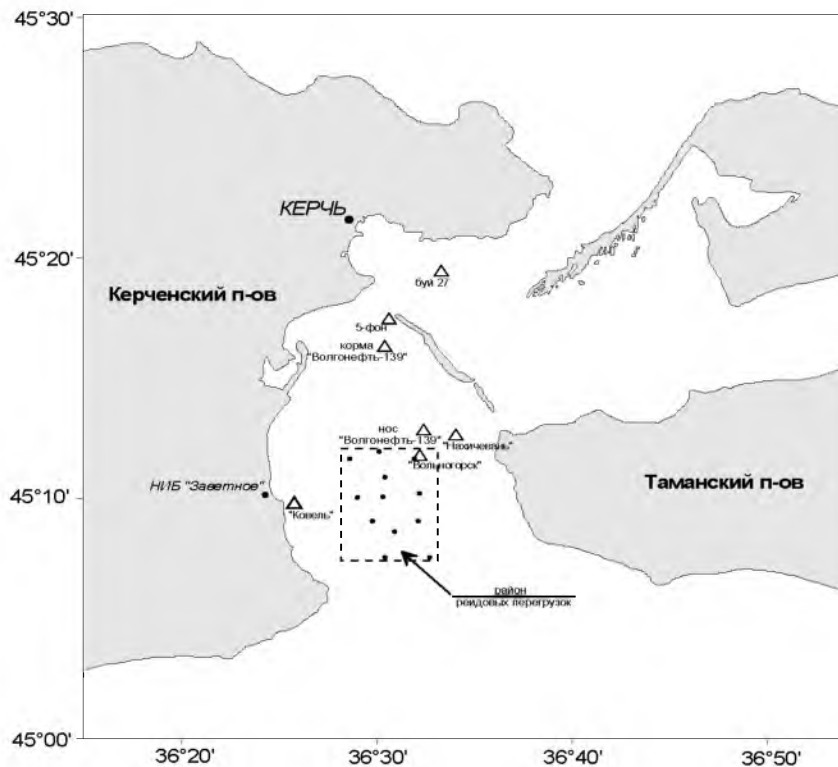 45°30'
КЕРЧЬ
45°20'
буй 27
Керченский п-ов
5-фон
корма
"Волгонефть-139"
нос
"Волгонефть-139"
"Нахичевань"
"Вольногорск"
НИБ "Заветное"
45°10'
Таманский п-ов
"Ковель"
район
рейдовых перегрузок
45°00'
36°20'
36°30'
36°40'
36°50'